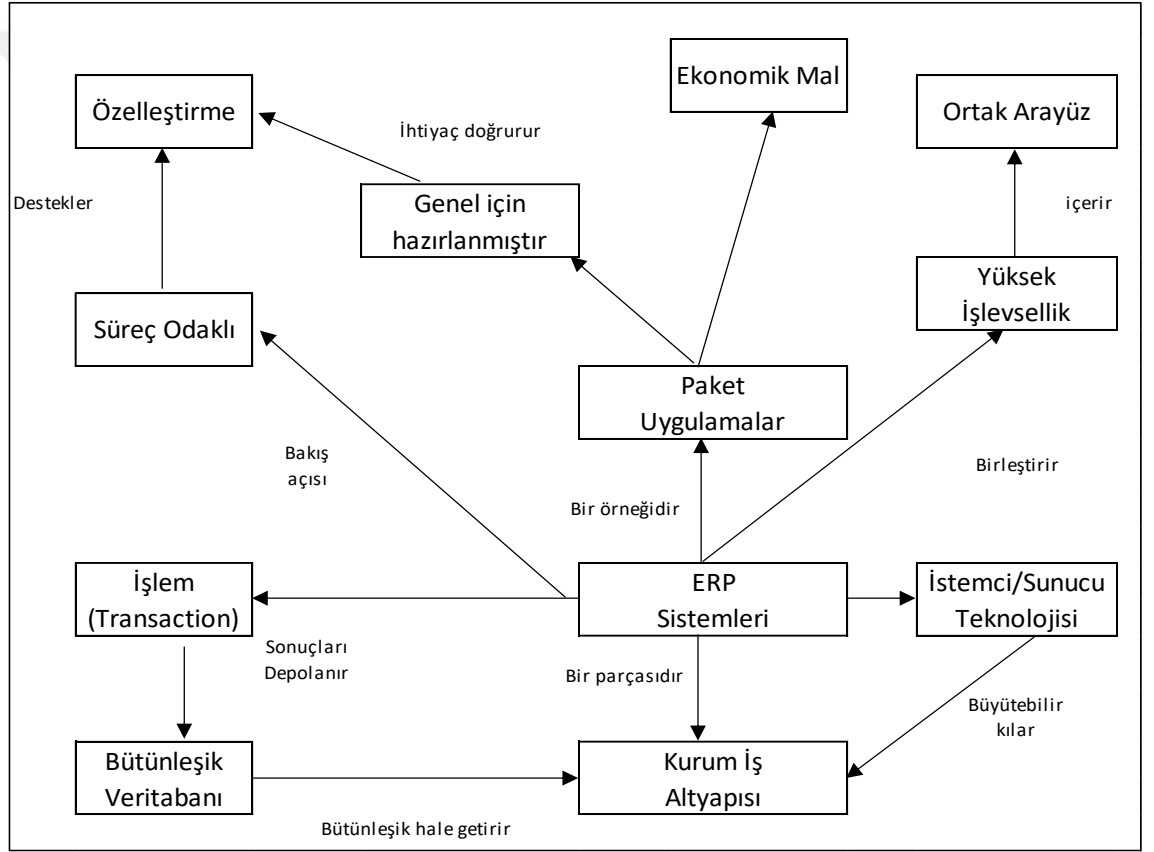 Ekonomik Mal
Özelleştirme
Ortak Arayüz
İhtiyaç doğrurur
Destekler
Genel için
hazırlanmıştır
içerir
Yüksek
İşlevsellik
Süreç Odaklı
Paket
Uygulamalar
Bakış
açısı
Birleştirir
Bir örneğidir
İşlem
(Transaction)
ERP
Sistemleri
İstemci/Sunucu
Teknolojisi
Sonuçları
Depolanır
Bir parçasıdır
Büyütebilir
kılar
Bütünleşik
Veritabanı
Kurum İş
Altyapısı
Bütünleşik hale getirir